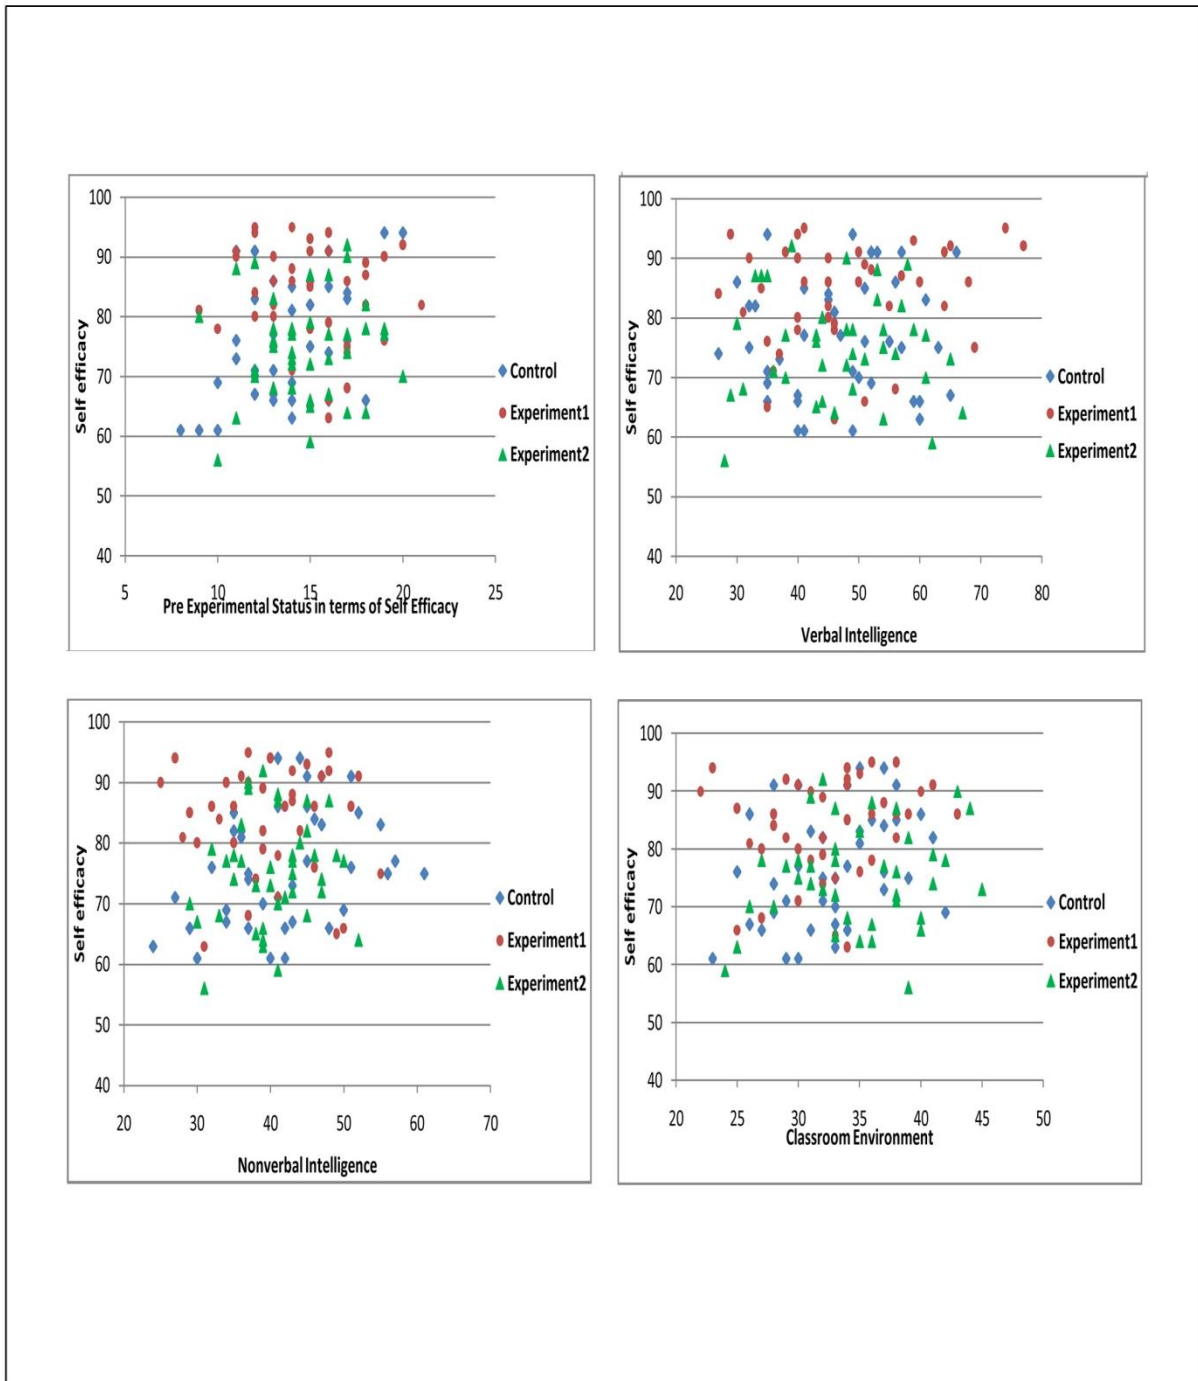 100
90
80
70
60
50
40
5
10
15
20
25
Self efficacy
Pre Experimental Status in terms of Self Efficacy
Control
Experiment1
Experiment2
100
90
80
70
60
50
40
20
30
40
50
60
70
80
Self efficacy
Verbal Intelligence
Control
Experiment1
Experiment2
100
90
80
70
60
50
40
20
30
40
50
60
70
Self efficacy
Nonverbal Intelligence
Control
Experiment1
Experiment2
100
90
80
70
60
50
40
20
25
30
35
40
45
50
Self efficacy
Classroom Environment
Control
Experiment1
Experiment2